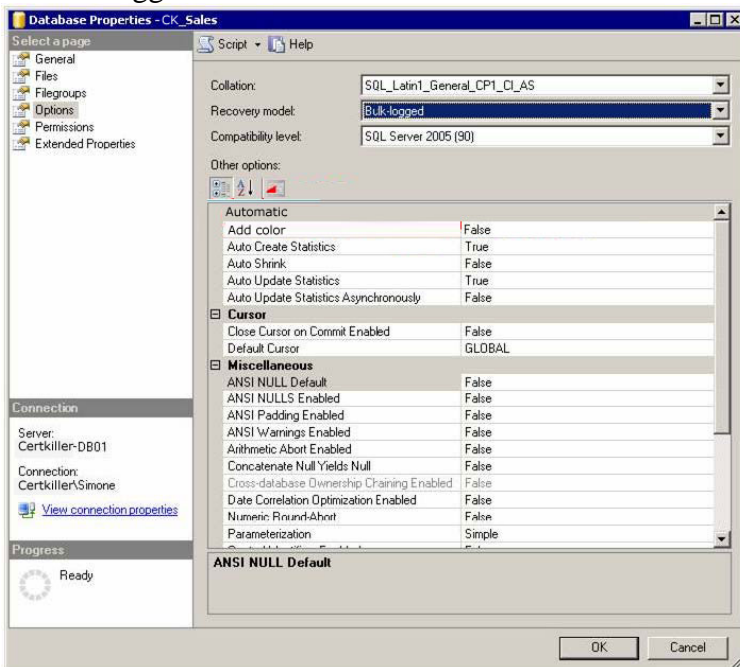 Database Properties - CK_Sales
Select a page
General
Files
Filegroups
Options
Permissions
Extended Properties
Script
Help
Collation: SQL_Latin1_General_CP1_CI_AS
Recovery model: Bulk-logged
Compatibility level: SQL Server 2005 (90)
Other options:
Automatic
Add color False
Auto Create Statistics True
Auto Shrink False
Auto Update Statistics True
Auto Update Statistics Asynchronously False
Cursor
Close Cursor on Commit Enabled False
Default Cursor GLOBAL
Miscellaneous
ANSI NULL Default False
ANSI NULLS Enabled False
ANSI Padding Enabled False
ANSI Warnings Enabled False
Arithmetic Abort Enabled False
Concatenate Null Yields Null False
Cross-database Ownership Chaining Enabled False
Date Correlation Optimization Enabled False
Numeric Round-Abort False
Parameterization Simple
ANSI NULL Default
Connection
Server:
Certkiller-DB01
Connection:
Certkiller\Simone
View connection properties
Progress
Ready
OK
Cancel